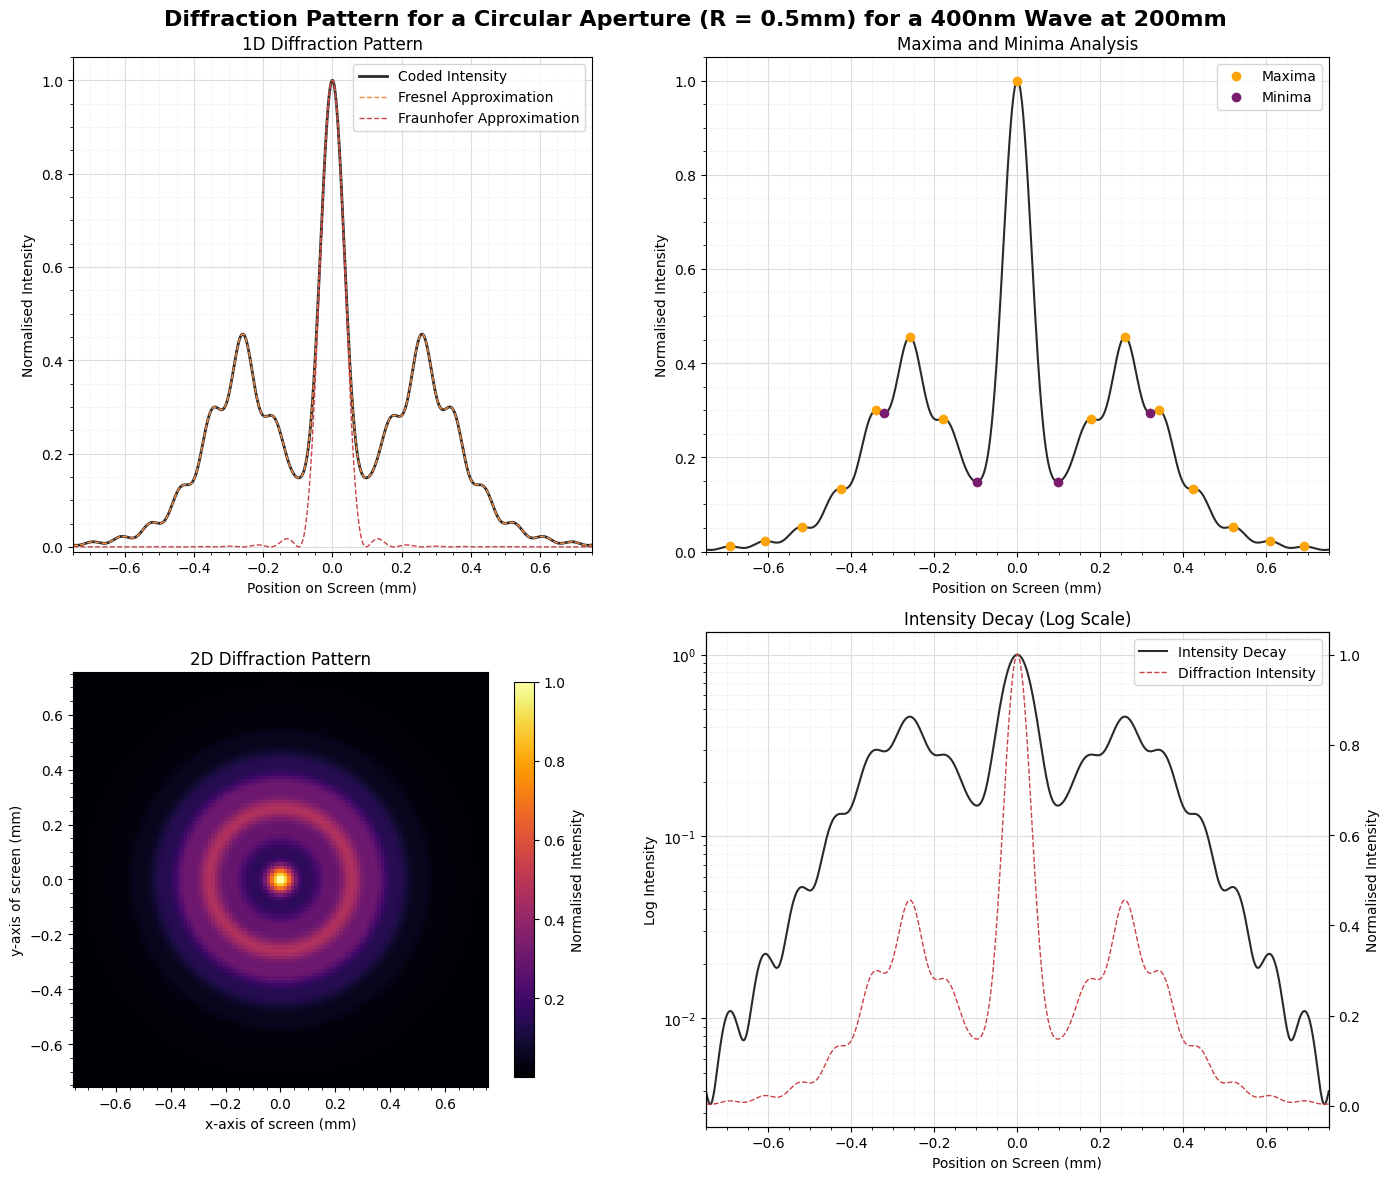 Diffraction Pattern for a Circular Aperture (R = 0.5mm) for a 400nm Wave at 200mm
1D Diffraction Pattern
Coded Intensity
Fresnel Approximation
Fraunhofer Approximation
1.0
0.8
0.6
0.4
0.2
0.0
Normalised Intensity
−0.6 −0.4 −0.2 0.0 0.2 0.4 0.6
Position on Screen (mm)
Maxima and Minima Analysis
Maxima
Minima
1.0
0.8
0.6
0.4
0.2
0.0
Normalised Intensity
−0.6 −0.4 −0.2 0.0 0.2 0.4 0.6
Position on Screen (mm)
2D Diffraction Pattern
0.6
0.4
0.2
0.0
−0.2
−0.4
−0.6
y-axis of screen (mm)
−0.6 −0.4 −0.2 0.0 0.2 0.4 0.6
x-axis of screen (mm)
1.0
0.8
0.6
0.4
0.2
Normalised Intensity
Intensity Decay (Log Scale)
Intensity Decay
Diffraction Intensity
10⁰
10⁻¹
10⁻²
Log Intensity
1.0
0.8
0.6
0.4
0.2
0.0
Normalised Intensity
−0.6 −0.4 −0.2 0.0 0.2 0.4 0.6
Position on Screen (mm)